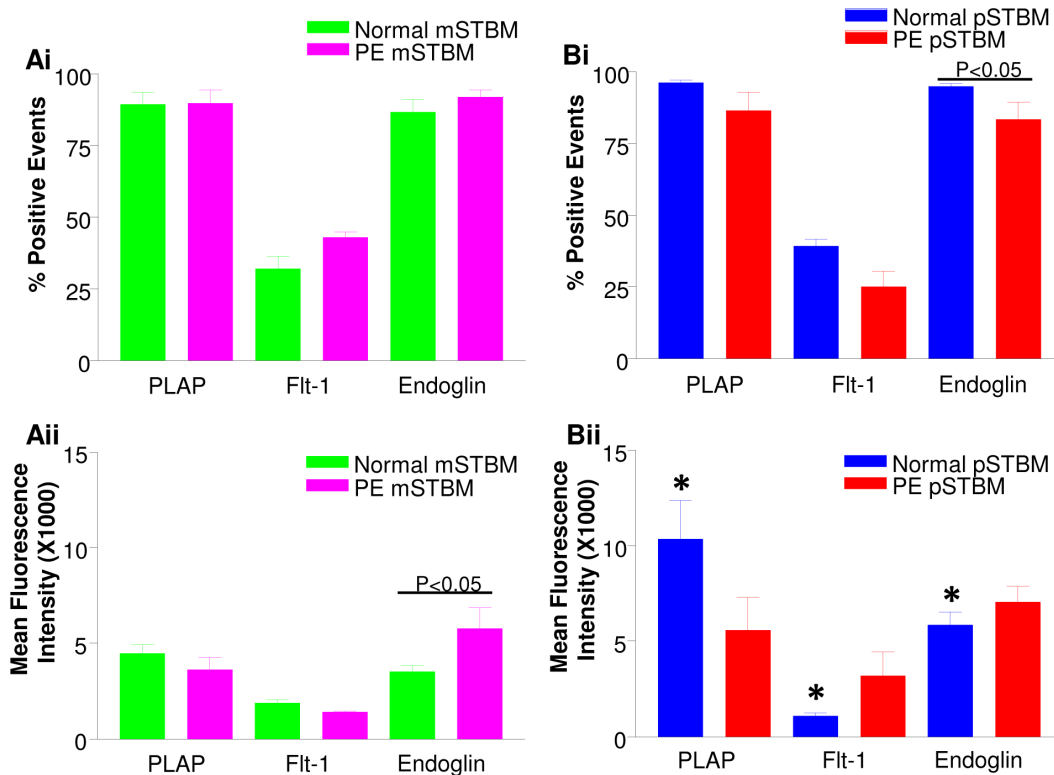 Ai
Normal mSTBM
PE mSTBM
% Positive Events
100
75
50
25
0
PLAP Flt-1 Endoglin
Bi
Normal pSTBM
PE pSTBM
P<0.05
% Positive Events
100
75
50
25
0
PLAP Flt-1 Endoglin
Aii
Normal mSTBM
PE mSTBM
P<0.05
Mean Fluorescence
Intensity (X1000)
15
10
5
0
PLAP Flt-1 Endoglin
Bii
Normal pSTBM
PE pSTBM
Mean Fluorescence
Intensity (X1000)
15
10
5
0
* * *
PLAP Flt-1 Endoglin